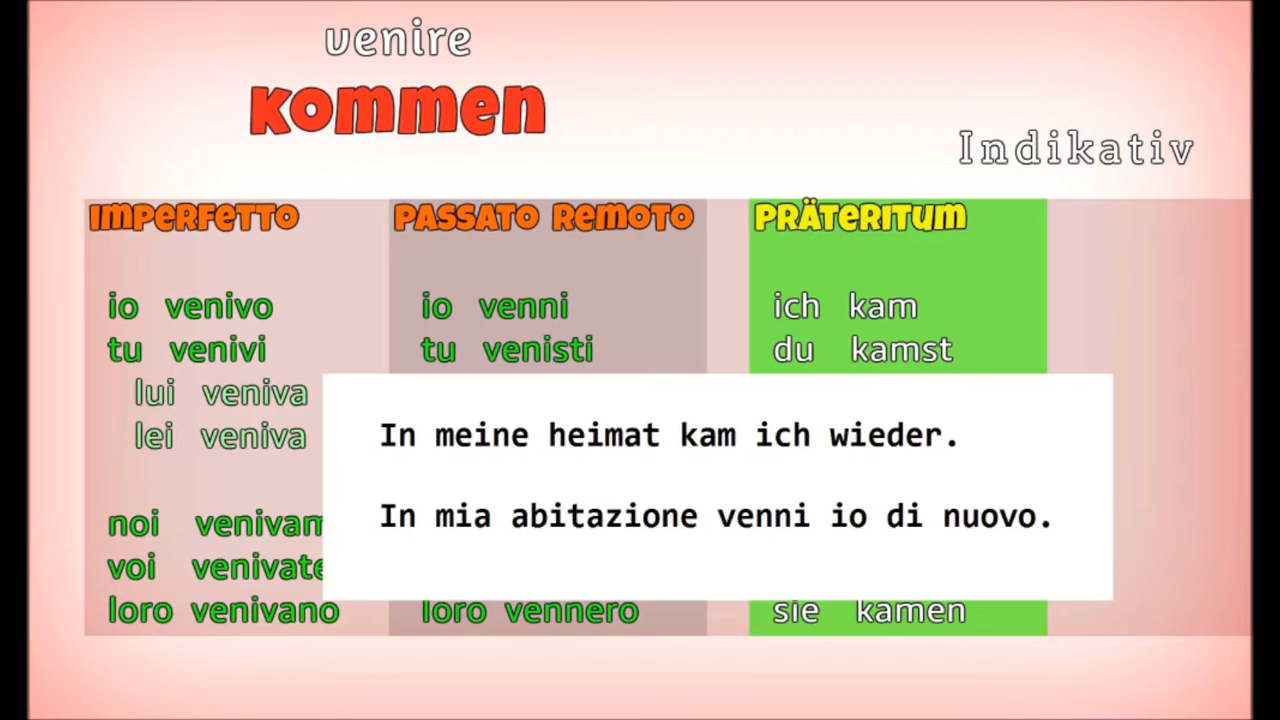 venire
kommen
Indikativ
Imperfetto
Passato Remoto
Präteritum
io venivo
tu venivi
lui veniva
lei veniva
noi
voi
loro venivano
io venni
tu venisti
loro vennero
ich kam
du kamst
sie kamen
In meine heimat kam ich wieder.
In mia abitazione venni io di nuovo.